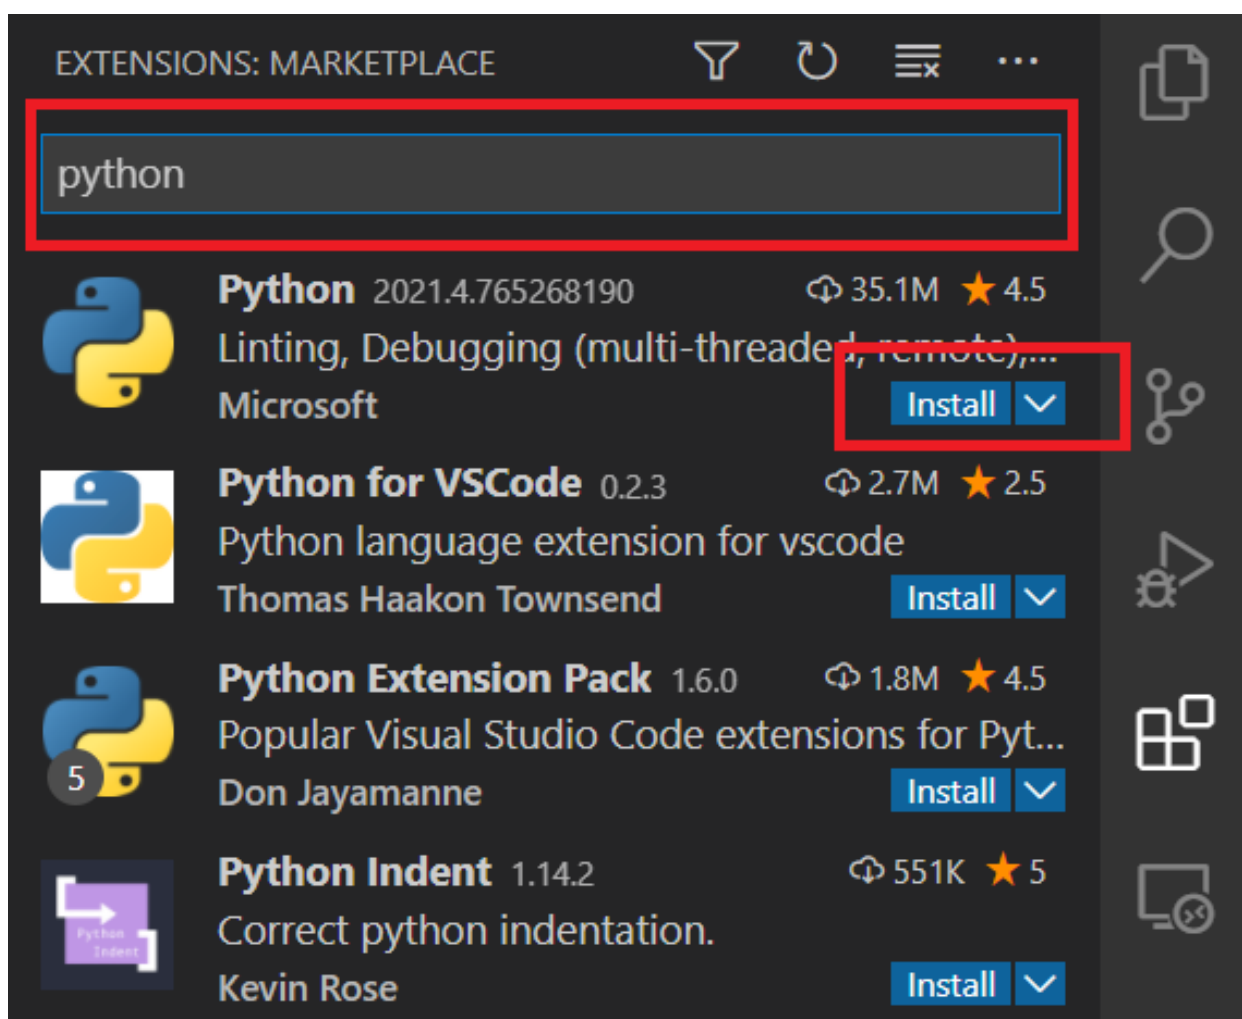 EXTENSIONS: MARKETPLACE
python
Python 2021.4.765268190 35.1M 4.5
Linting, Debugging (multi-threaded, remote),...
Microsoft Install
Python for VSCode 0.2.3 2.7M 2.5
Python language extension for vscode
Thomas Haakon Townsend Install
Python Extension Pack 1.6.0 1.8M 4.5
Popular Visual Studio Code extensions for Pyt...
5
Don Jayamanne Install
Python Indent 1.14.2 551K 5
Correct python indentation.
Python
Indent
Kevin Rose Install